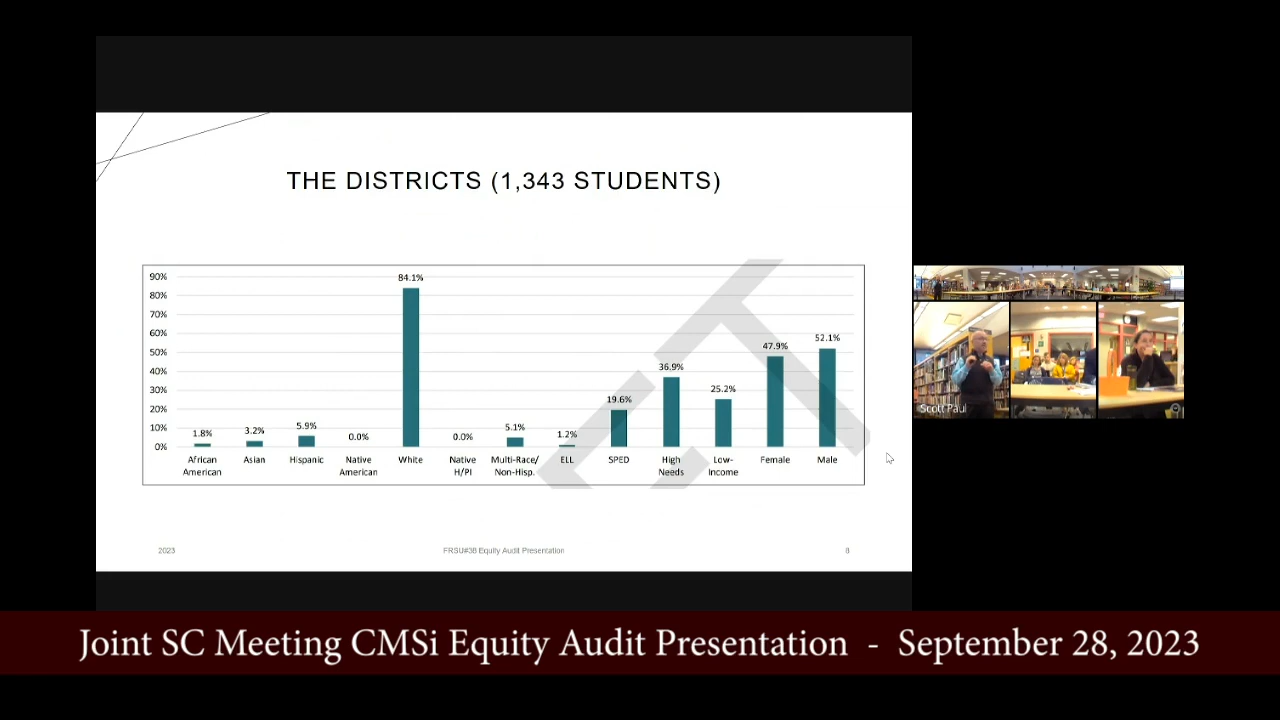 THE DISTRICTS (1,343 STUDENTS)
90%
80%
70%
60%
50%
40%
30%
20%
10%
0%
1.8%
3.2%
5.9%
0.0%
84.1%
0.0%
5.1%
1.2%
19.6%
36.9%
25.2%
47.9%
52.1%
African
American
Asian
Hispanic
Native
American
White
Native
H/PI
Multi-Race/
Non-Hisp.
ELL
SPED
High
Needs
Low-
Income
Female
Male
2023
FRSU#38 Equity Audit Presentation
8
Scott Paul
Joint SC Meeting CMSi Equity Audit Presentation - September 28, 2023